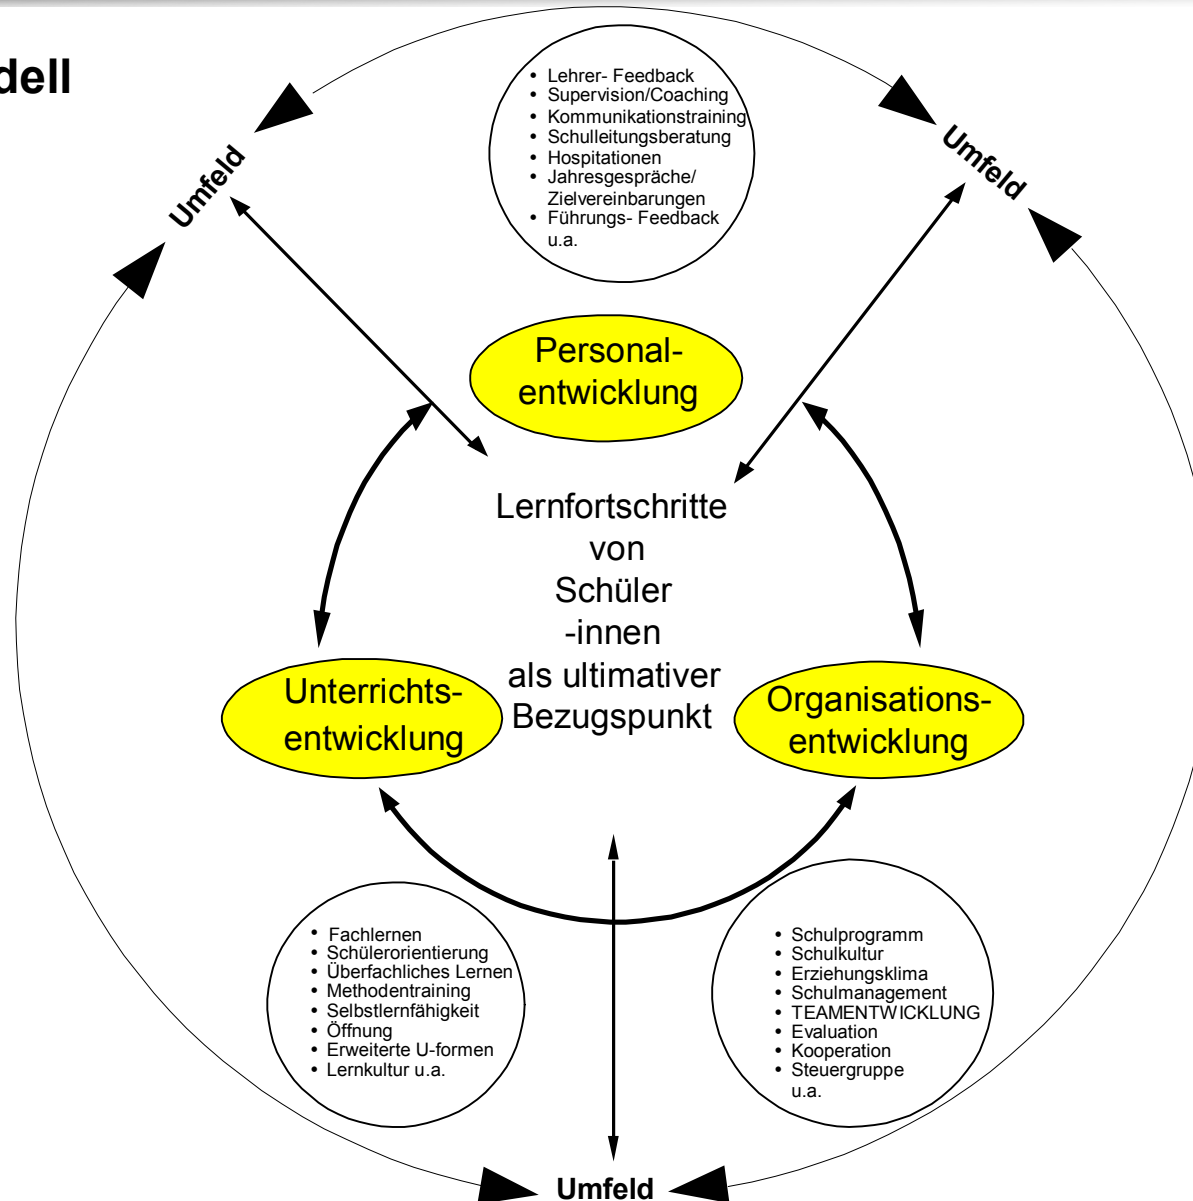 dell
• Lehrer- Feedback
• Supervision/Coaching
• Kommunikationstraining
• Schulleitungsberatung
• Hospitationen
• Jahresgespräche/
Zielvereinbarungen
• Führungs- Feedback
u.a.
Umfeld
Umfeld
Personal-
entwicklung
Lernfortschritte
von
Schüler
-innen
als ultimativer
Bezugspunkt
Unterrichts-
entwicklung
Organisations-
entwicklung
• Fachlernen
• Schülerorientierung
• Überfachliches Lernen
• Methodentraining
• Selbstlernfähigkeit
• Öffnung
• Erweiterte U-formen
• Lernkultur u.a.
• Schulprogramm
• Schulkultur
• Erziehungsklima
• Schulmanagement
• TEAMENTWICKLUNG
• Evaluation
• Kooperation
• Steuergruppe
u.a.
Umfeld